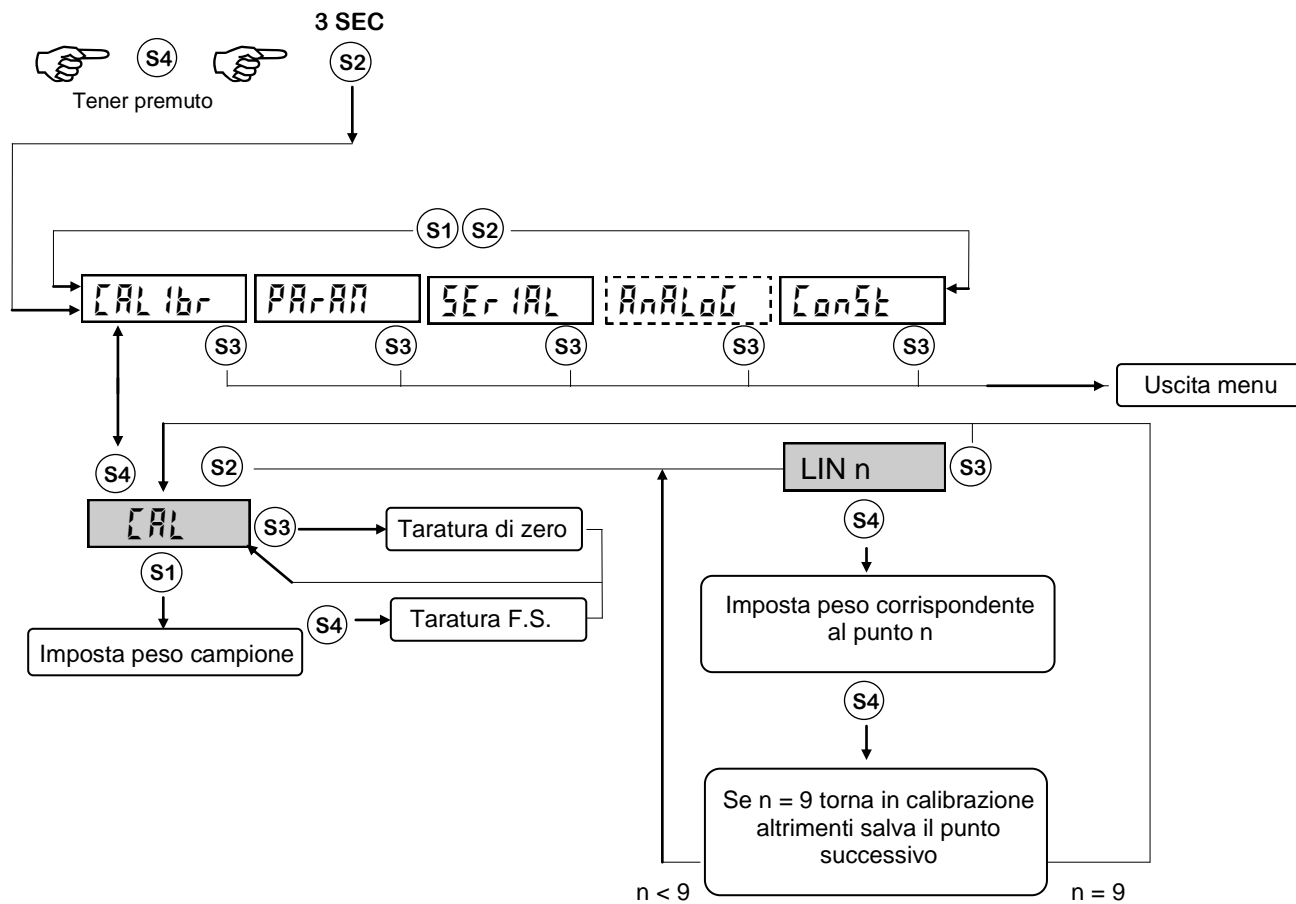 3 SEC
S4
S2
Tener premuto
S1 S2
CALIbr PArAM SErIAL AnALoG ConSt
S3 S3 S3 S3 S3
Uscita menu
S4 S2 LIN n S3
CAL S3 Taratura di zero
S4
S1
Imposta peso campione
S4 Taratura F.S.
Imposta peso corrispondente
al punto n
S4
Se n = 9 torna in calibrazione
altrimenti salva il punto
successivo
n < 9 n = 9